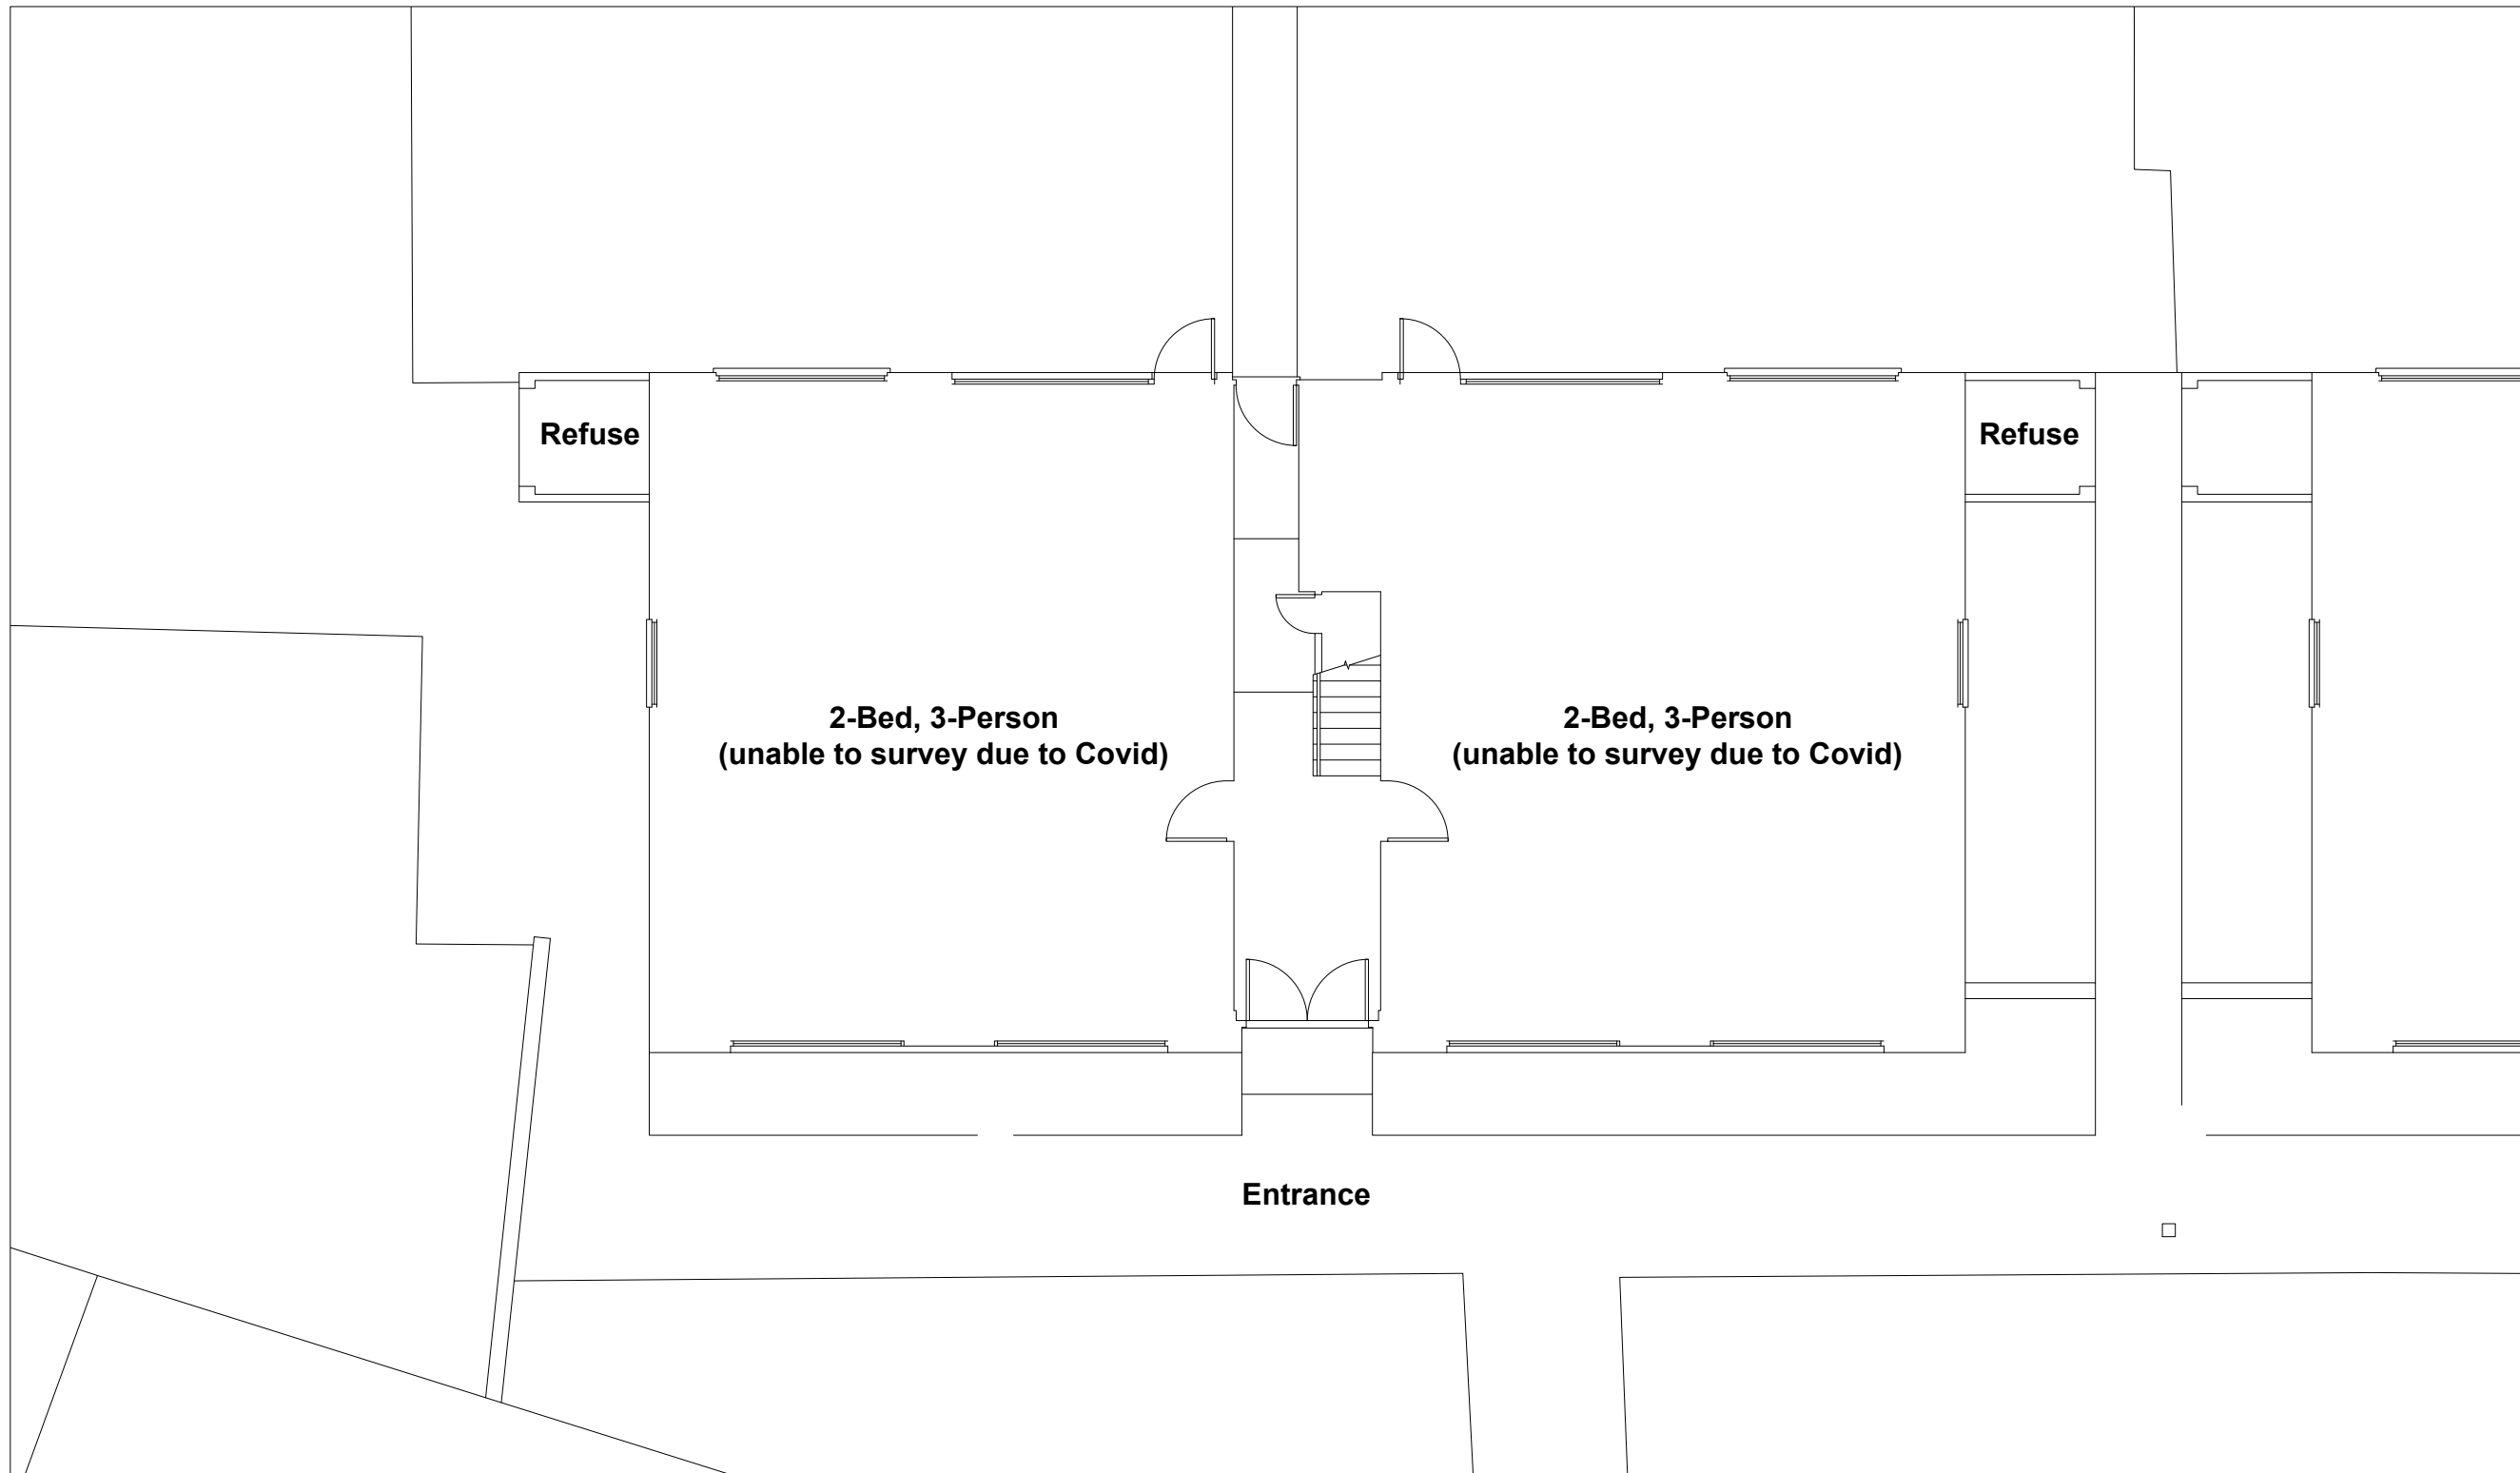 Refuse
Refuse
2-Bed, 3-Person
(unable to survey due to Covid)
2-Bed, 3-Person
(unable to survey due to Covid)
Entrance